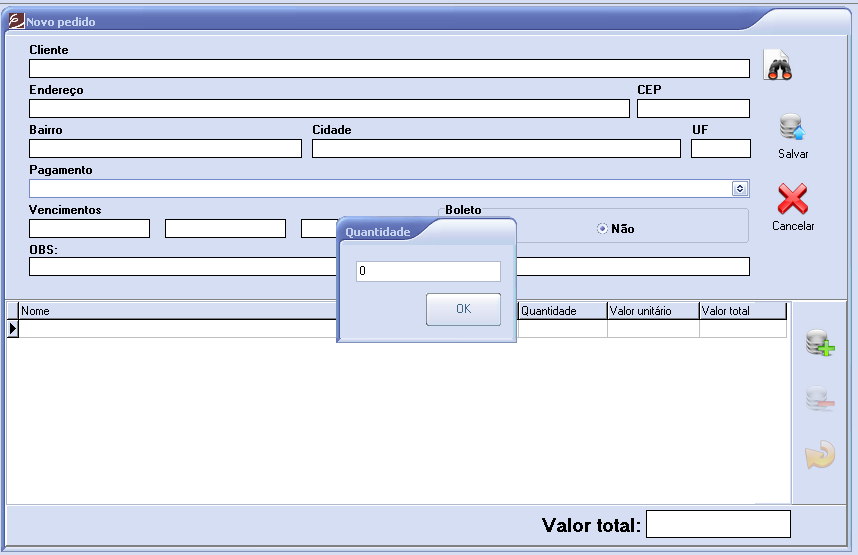 Novo pedido
Cliente
Endereço CEP
Bairro Cidade UF
Salvar
Pagamento
Vencimentos Boleto
Cancelar
Quantidade Não
OBS:
0
OK
Nome Quantidade Valor unitário Valor total
Valor total: